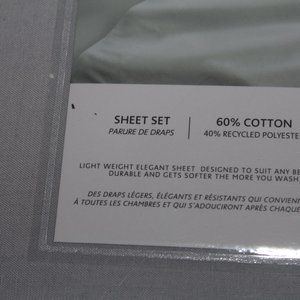 SHEET SET
PARURE DE DRAPS
60% COTTON
40% RECYCLED POLYESTE
LIGHT WEIGHT ELEGANT SHEET DESIGNED TO SUIT ANY BE
DURABLE AND GETS SOFTER THE MORE YOU WASH
DES DRAPS LÉGERS, ÉLÉGANTS ET RÉSISTANTS QUI CONVIENN
À TOUTES LES CHAMBRES ET QUI S'ADOUCIRONT APRÈS CHAQUE